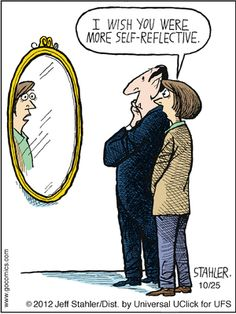 I WISH YOU WERE
MORE SELF-REFLECTIVE.
STAHLER.
10/25
www.gocomics.com
© 2012 Jeff Stahler/Dist. by Universal UClick for UFS